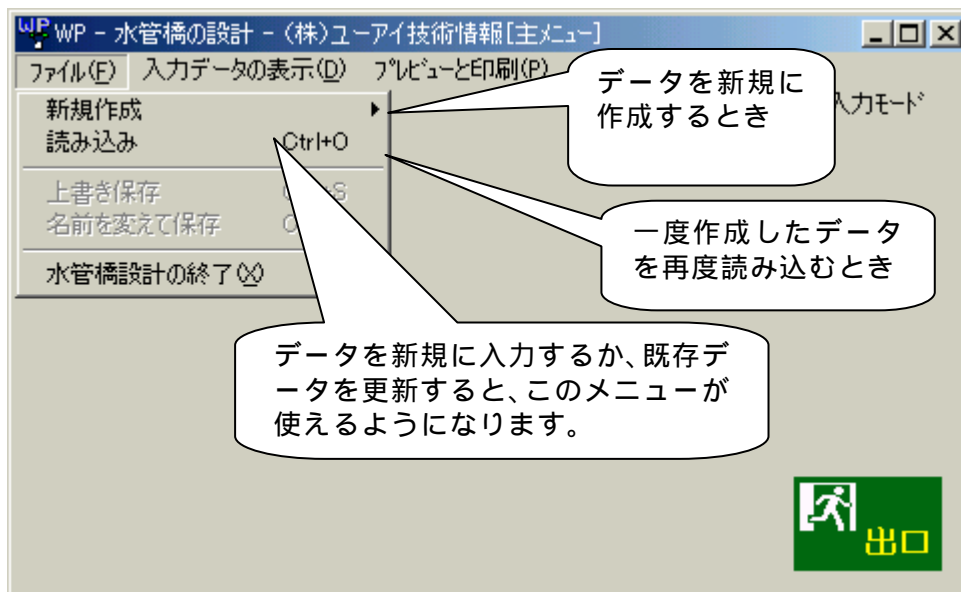 WP WP - 水管橋の設計 - (株)ユーアイ技術情報[主ﾒﾆｭｰ]
ﾌｧｲﾙ(F) 入力データの表示(D) ﾌﾟﾚﾋﾞｭｰと印刷(P)
入力モード
新規作成
読み込み Ctrl+O
上書き保存
名前を変えて保存
水管橋設計の終了(X)
データを新規に
作成するとき
一度作成したデータ
を再度読み込むとき
データを新規に入力するか、既存デ
ータを更新すると、このメニューが
使えるようになります。
出口